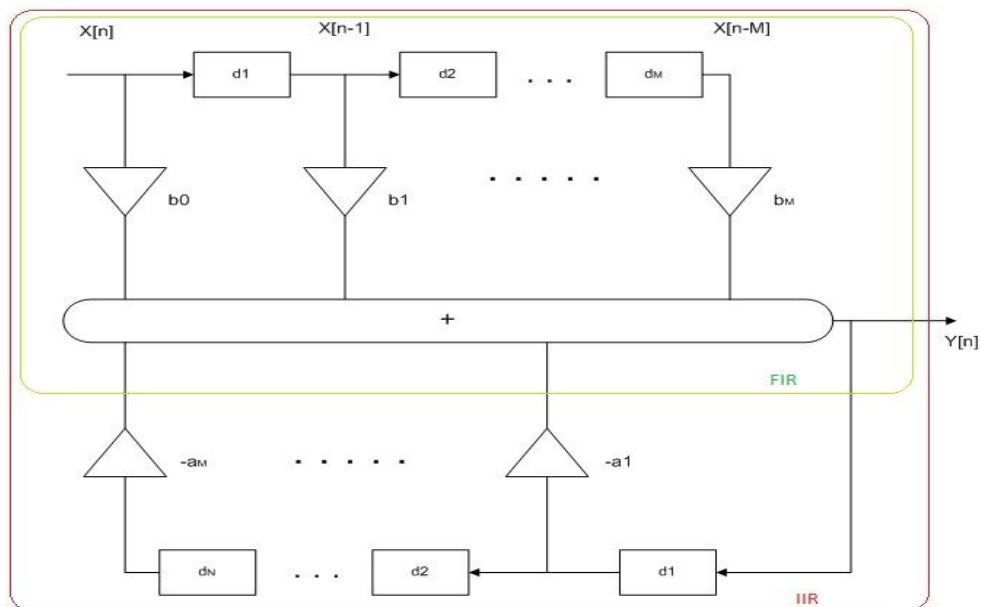 X[n] X[n-1] X[n-M]
d1 d2 . . . dM
b0 b1 . . . . . bM
+
Y[n]
FIR
-aM . . . . . -a1
dN . . . d2 d1
IIR